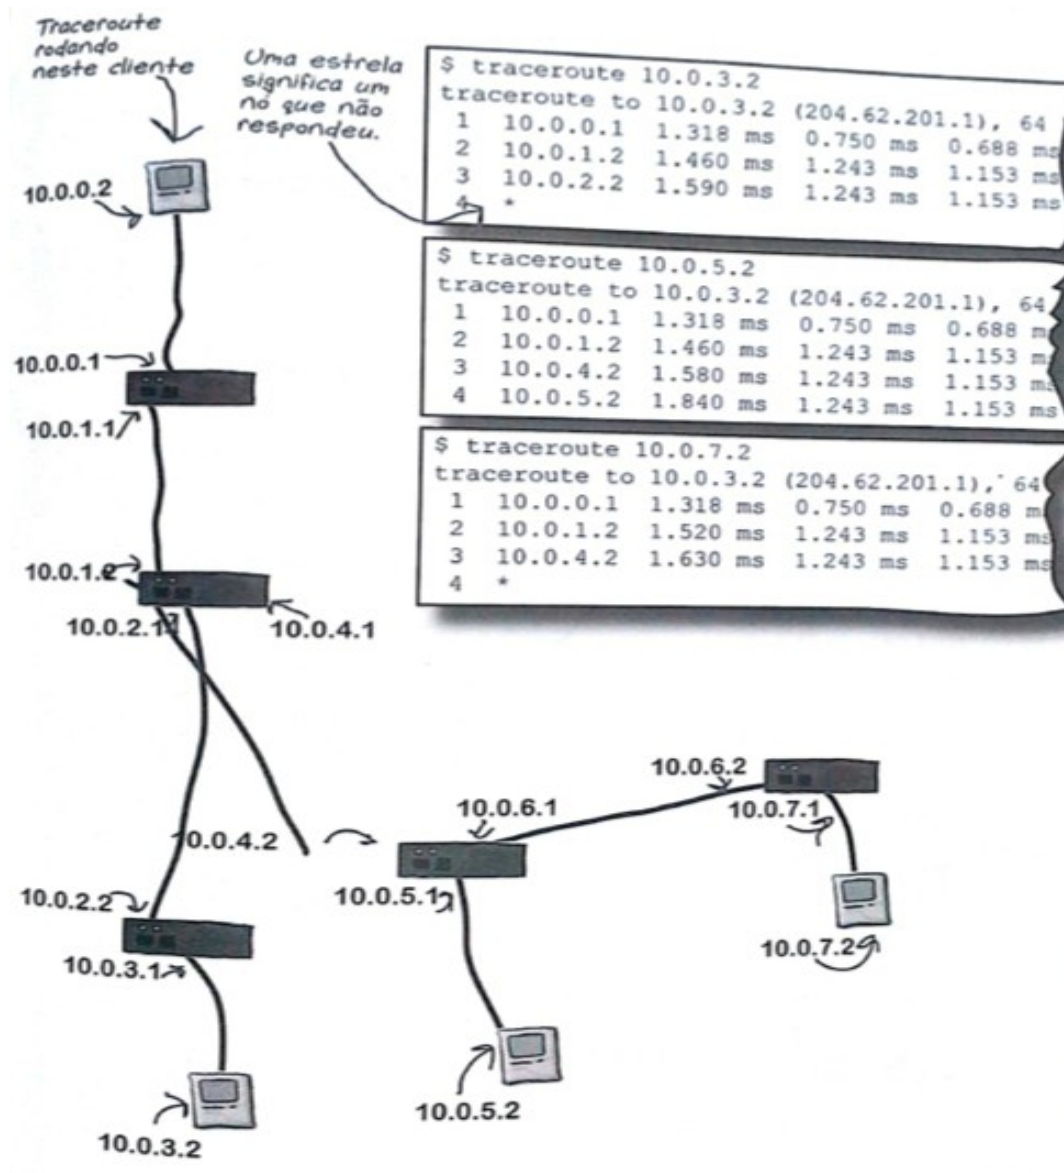 Traceroute
rodando
neste cliente
Uma estrela
significa um
nó que não
respondeu.
$ traceroute 10.0.3.2
traceroute to 10.0.3.2 (204.62.201.1), 64
1 10.0.0.1 1.318 ms 0.750 ms 0.688 ms
2 10.0.1.2 1.460 ms 1.243 ms 1.153 ms
3 10.0.2.2 1.590 ms 1.243 ms 1.153 ms
4 *
$ traceroute 10.0.5.2
traceroute to 10.0.3.2 (204.62.201.1), 64
1 10.0.0.1 1.318 ms 0.750 ms 0.688 m
2 10.0.1.2 1.460 ms 1.243 ms 1.153 m
3 10.0.4.2 1.580 ms 1.243 ms 1.153 m
4 10.0.5.2 1.840 ms 1.243 ms 1.153 ms
$ traceroute 10.0.7.2
traceroute to 10.0.3.2 (204.62.201.1), 64
1 10.0.0.1 1.318 ms 0.750 ms 0.688 m
2 10.0.1.2 1.520 ms 1.243 ms 1.153 m
3 10.0.4.2 1.630 ms 1.243 ms 1.153 ms
4 *
10.0.0.2
10.0.0.1
10.0.1.1
10.0.1.2
10.0.2.1
10.0.4.1
10.0.6.2
10.0.6.1
10.0.7.1
10.0.4.2
10.0.5.1
10.0.2.2
10.0.7.2
10.0.3.1
10.0.5.2
10.0.3.2